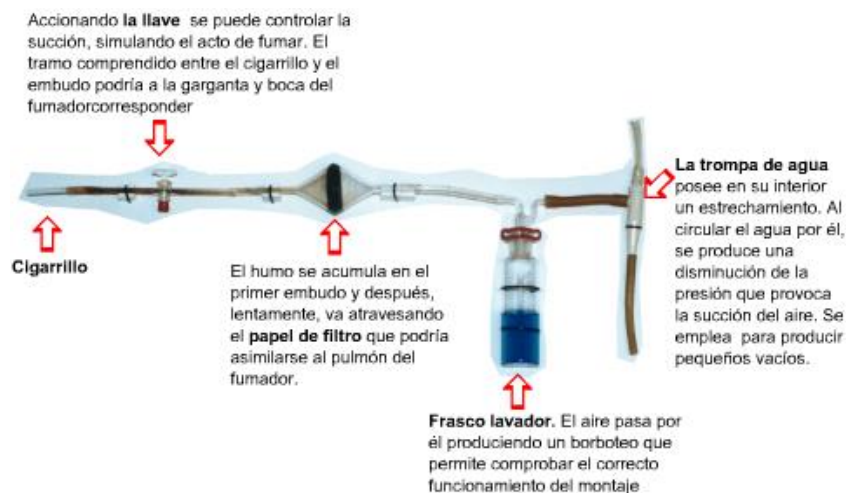 Accionando la llave se puede controlar la
succión, simulando el acto de fumar. El
tramo comprendido entre el cigarrillo y el
embudo podría a la garganta y boca del
fumadorcorresponder
La trompa de agua
posee en su interior
un estrechamiento. Al
circular el agua por él,
se produce una
disminución de la
presión que provoca
la succión del aire. Se
emplea para producir
pequeños vacíos.
Cigarrillo
El humo se acumula en el
primer embudo y después,
lentamente, va atravesando
el papel de filtro que podría
asimilarse al pulmón del
fumador.
Frasco lavador. El aire pasa por
él produciendo un borboteo que
permite comprobar el correcto
funcionamiento del montaje